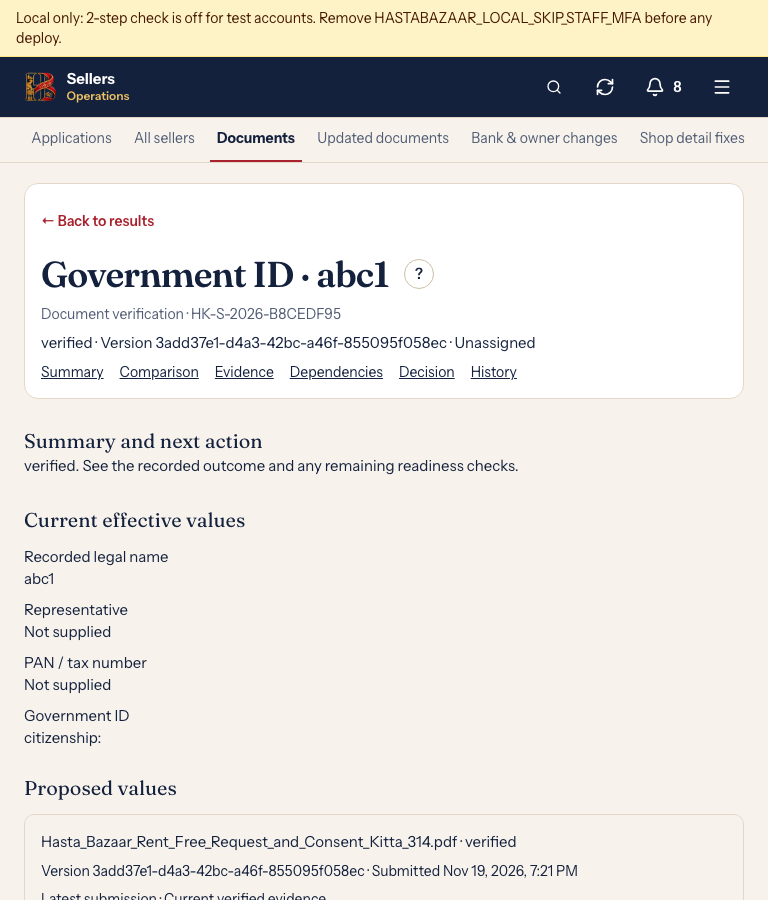 Local only: 2-step check is off for test accounts. Remove HASTABAZAAR_LOCAL_SKIP_STAFF_MFA before any
deploy.
Sellers
Operations
8
Applications All sellers Documents Updated documents Bank & owner changes Shop detail fixes
← Back to results
Government ID · abc1 ?
Document verification · HK-S-2026-B8CEDF95
verified · Version 3add37e1-d4a3-42bc-a46f-855095f058ec · Unassigned
Summary Comparison Evidence Dependencies Decision History
Summary and next action
verified. See the recorded outcome and any remaining readiness checks.
Current effective values
Recorded legal name
abc1
Representative
Not supplied
PAN / tax number
Not supplied
Government ID
citizenship:
Proposed values
Hasta_Bazaar_Rent_Free_Request_and_Consent_Kitta_314.pdf · verified
Version 3add37e1-d4a3-42bc-a46f-855095f058ec · Submitted Nov 19, 2026, 7:21 PM
Latest submission · Current verified evidence